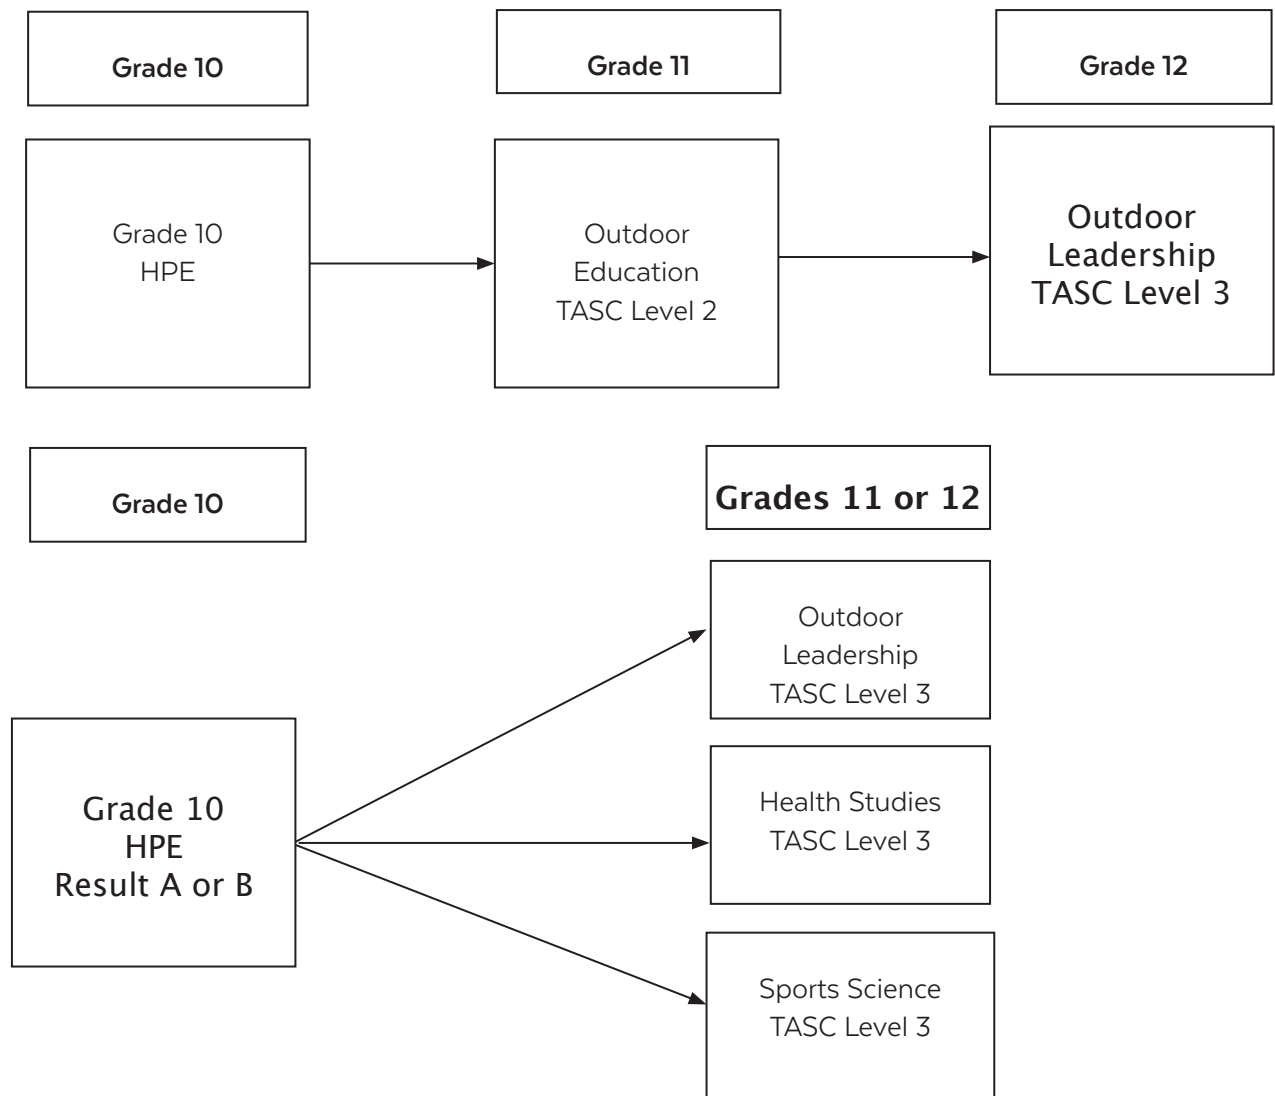 Grade 10
Grade 11
Grade 12
Grade 10
HPE
Outdoor
Education
TASC Level 2
Outdoor
Leadership
TASC Level 3
Grade 10
Grades 11 or 12
Grade 10
HPE
Result A or B
Outdoor
Leadership
TASC Level 3
Health Studies
TASC Level 3
Sports Science
TASC Level 3